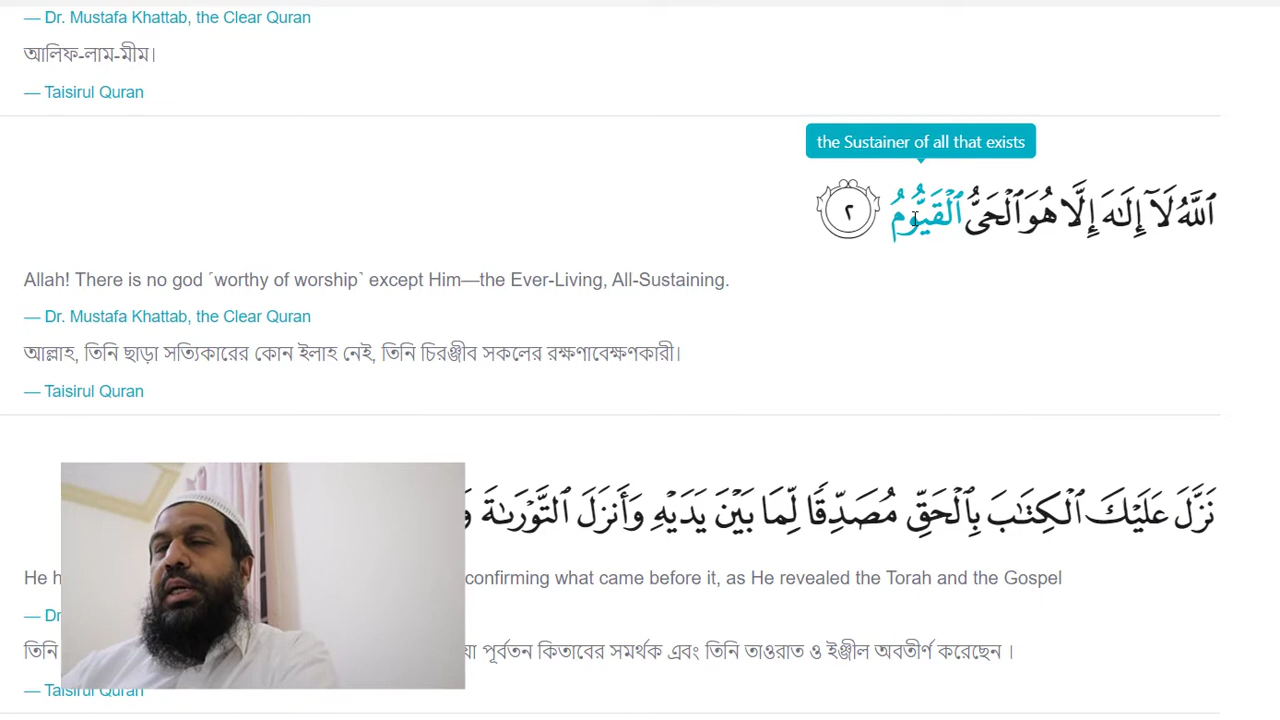 — Dr. Mustafa Khattab, the Clear Quran
আলিফ-লাম-মীম।
— Taisirul Quran
the Sustainer of all that exists
ٱللَّهُ لَآ إِلَـٰهَ إِلَّا هُوَ ٱلْحَىُّ ٱلْقَيُّومُ ٢
Allah! There is no god ˹worthy of worship˺ except Him—the Ever-Living, All-Sustaining.
— Dr. Mustafa Khattab, the Clear Quran
আল্লাহ, তিনি ছাড়া সত্যিকারের কোন ইলাহ নেই, তিনি চিরঞ্জীব সকলের রক্ষণাবেক্ষণকারী।
— Taisirul Quran
نَزَّلَ عَلَيْكَ ٱلْكِتَـٰبَ بِٱلْحَقِّ مُصَدِّقًا لِّمَا بَيْنَ يَدَيْهِ وَأَنزَلَ ٱلتَّوْرَىٰةَ
He confirming what came before it, as He revealed the Torah and the Gospel
— Dr
তিনি পূর্বতন কিতাবের সমর্থক এবং তিনি তাওরাত ও ইঞ্জীল অবতীর্ণ করেছেন ।
— Taisirul Quran